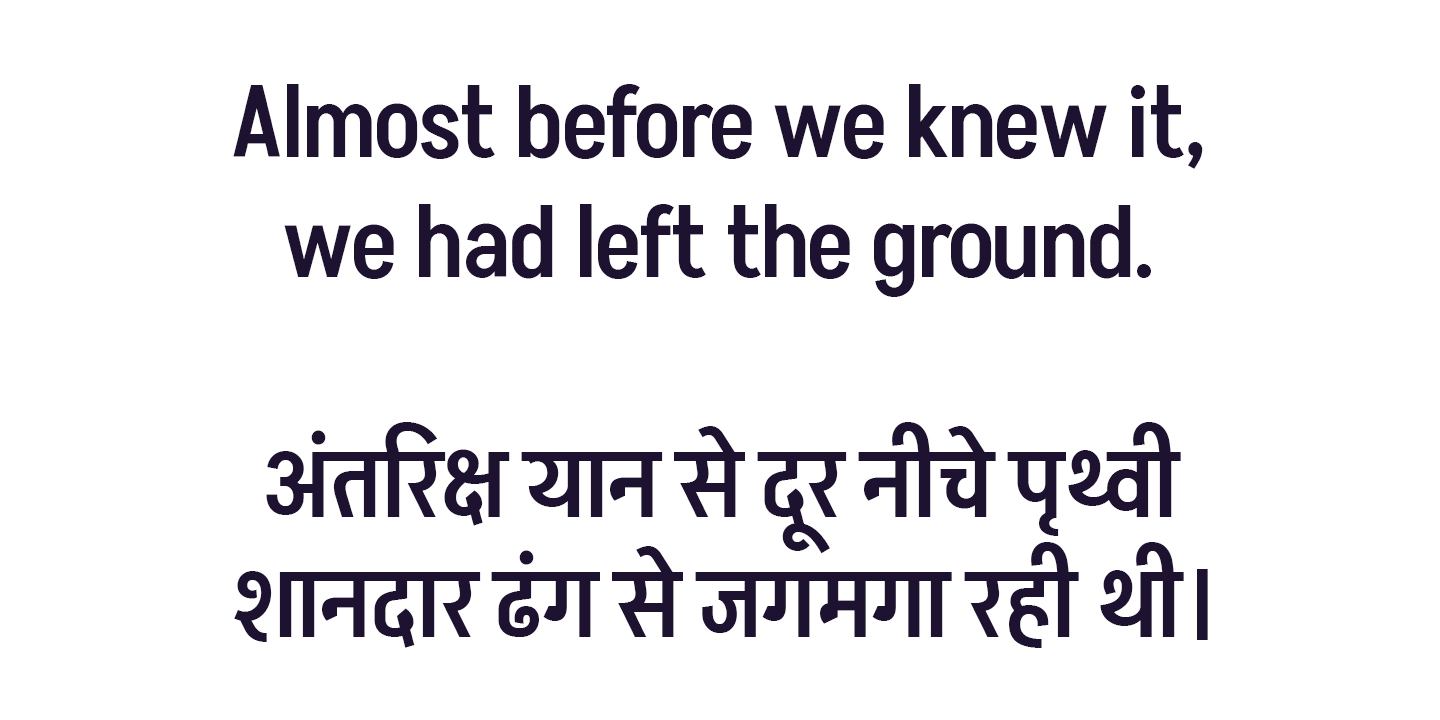 Almost before we knew it,
we had left the ground.
अंतरिक्ष यान से दूर नीचे पृथ्वी
शानदार ढंग से जगमगा रही थी।